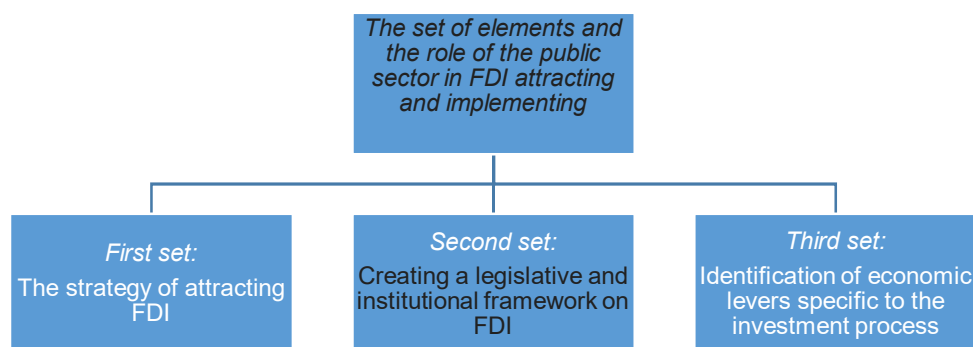 The set of elements and
the role of the public
sector in FDI attracting
and implementing
First set:
The strategy of attracting
FDI
Second set:
Creating a legislative and
institutional framework on
FDI
Third set:
Identification of economic
levers specific to the
investment process